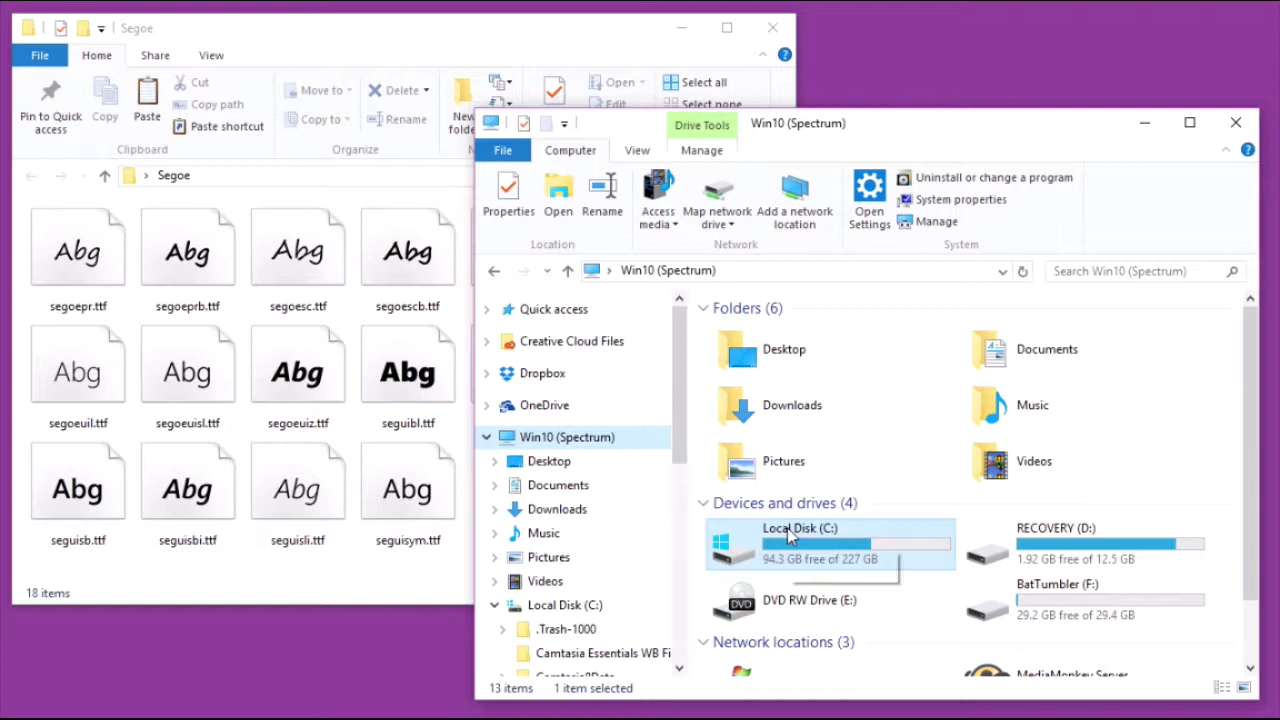 Segoe
File Home Share View
Pin to Quick access
Copy
Paste
Cut
Copy path
Paste shortcut
Clipboard
Move to
Copy to
Delete
Rename
Organize
New
Open
Edit
Select all
Select none
Segoe
Abg Abg Abg Abg
segoepr.ttf segoeprb.ttf segoesc.ttf segoescb.ttf
Abg Abg Abg Abg
segoeuil.ttf segoeuisl.ttf segoeuiz.ttf seguibl.ttf
Abg Abg Abg Abg
seguisb.ttf seguisbi.ttf seguisli.ttf seguisym.ttf
18 items
Drive Tools Win10 (Spectrum)
File Computer View Manage
Properties
Open
Rename
Location
Access media
Map network drive
Add a network location
Network
Open Settings
Uninstall or change a program
System properties
Manage
System
Win10 (Spectrum)
Search Win10 (Spectrum)
Quick access
Creative Cloud Files
Dropbox
OneDrive
Win10 (Spectrum)
Desktop
Documents
Downloads
Music
Pictures
Videos
Local Disk (C:)
.Trash-1000
Camtasia Essentials WB Fi
Folders (6)
Desktop
Documents
Downloads
Music
Pictures
Videos
Devices and drives (4)
Local Disk (C:)
94.3 GB free of 227 GB
RECOVERY (D:)
1.92 GB free of 12.5 GB
DVD RW Drive (E:)
BatTumbler (F:)
29.2 GB free of 29.4 GB
Network locations (3)
MediaMonkey Server
13 items 1 item selected